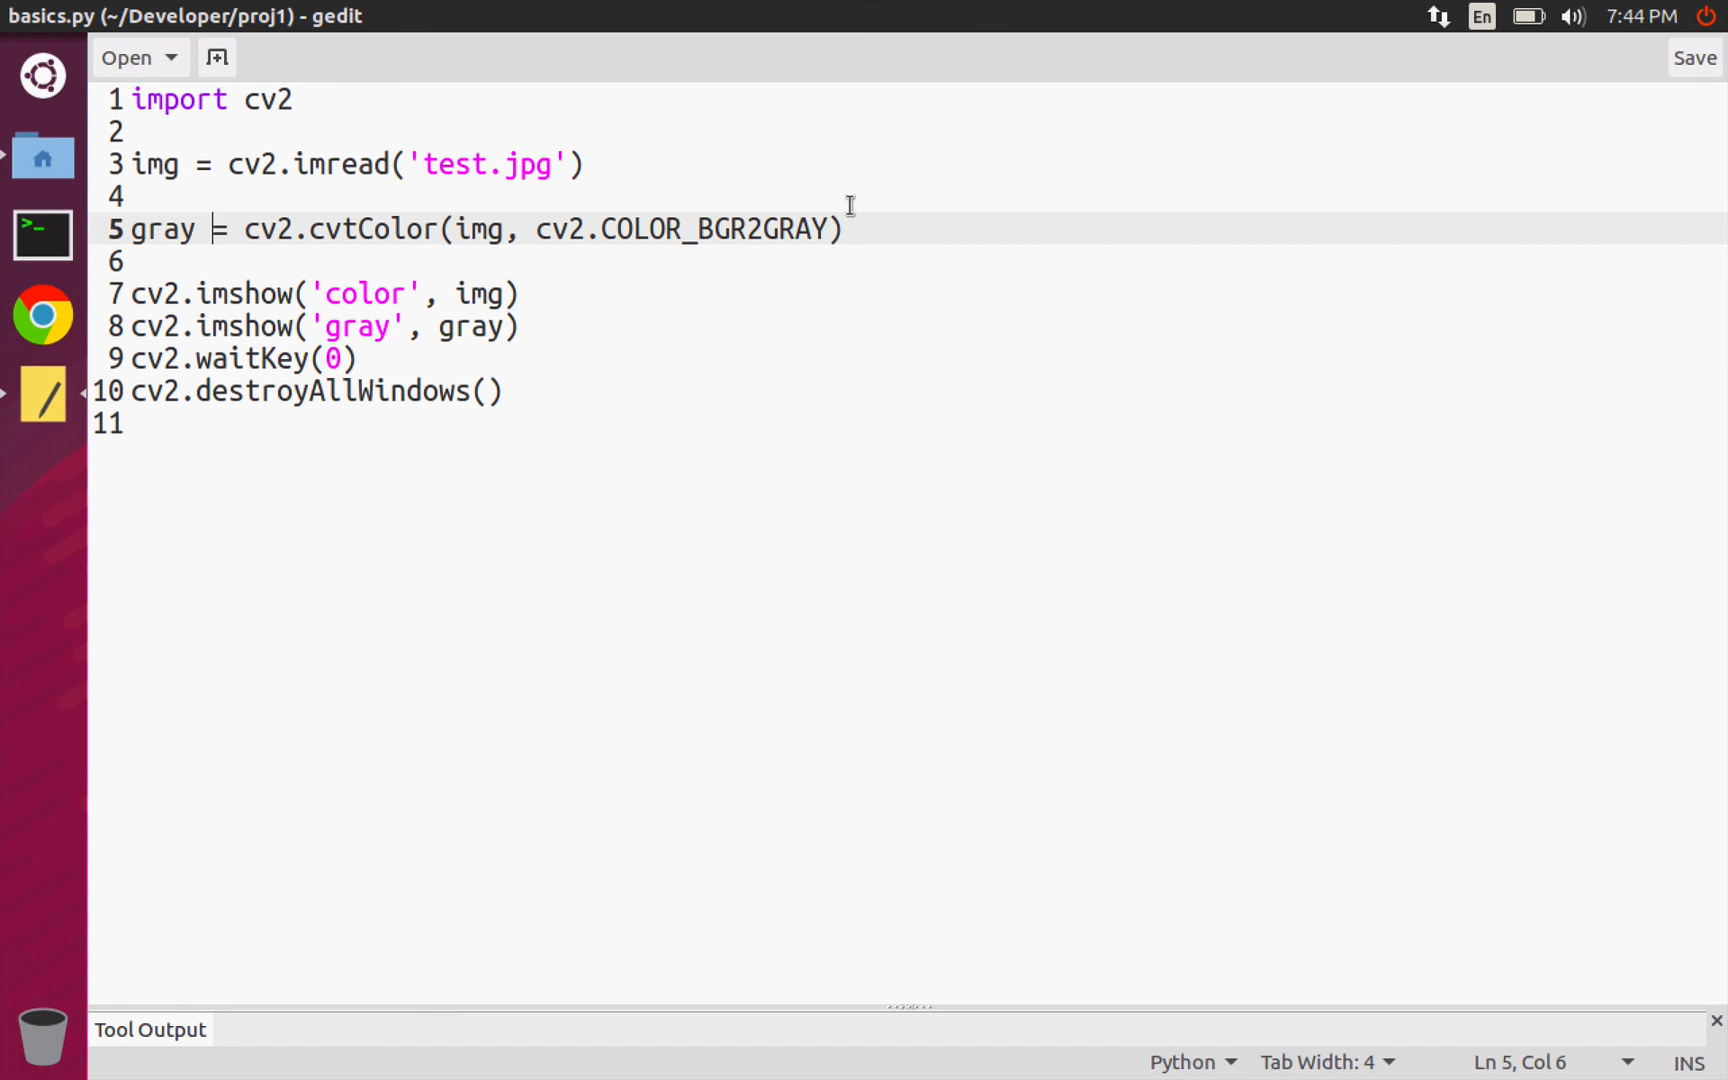 basics.py (~/Developer/proj1) - gedit
En
7:44 PM
Open
Save
1 import cv2
2
3 img = cv2.imread('test.jpg')
4
5 gray = cv2.cvtColor(img, cv2.COLOR_BGR2GRAY)
6
7 cv2.imshow('color', img)
8 cv2.imshow('gray', gray)
9 cv2.waitKey(0)
10 cv2.destroyAllWindows()
11
Tool Output
Python
Tab Width: 4
Ln 5, Col 6
INS